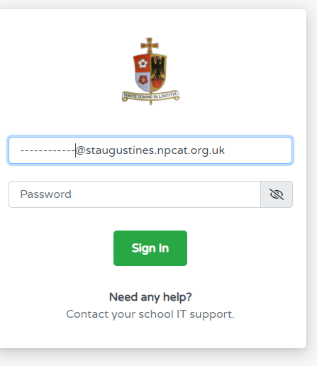 ------------@staugustines.npcat.org.uk
Password
Sign In
Need any help?
Contact your school IT support.